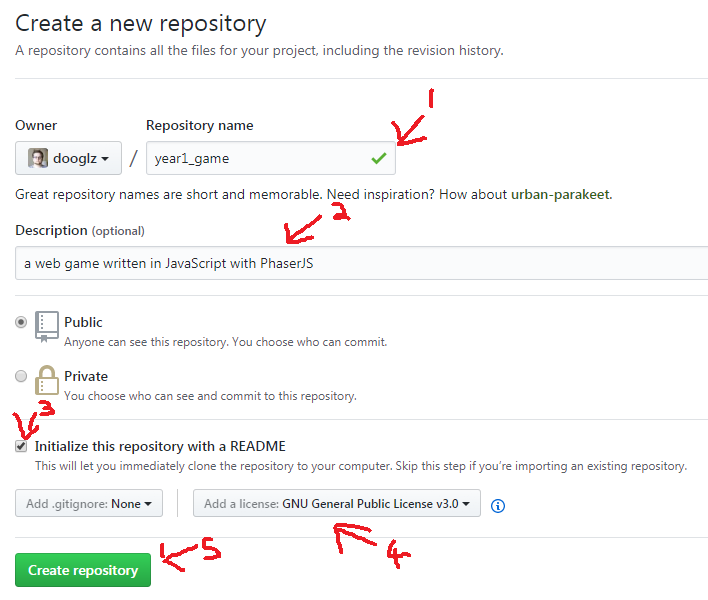 Create a new repository
A repository contains all the files for your project, including the revision history.
1
Owner Repository name
dooglz / year1_game
Great repository names are short and memorable. Need inspiration? How about urban-parakeet.
2
Description (optional)
a web game written in JavaScript with PhaserJS
Public
Anyone can see this repository. You choose who can commit.
Private
You choose who can see and commit to this repository.
3
Initialize this repository with a README
This will let you immediately clone the repository to your computer. Skip this step if you’re importing an existing repository.
Add .gitignore: None Add a license: GNU General Public License v3.0
4
5
Create repository